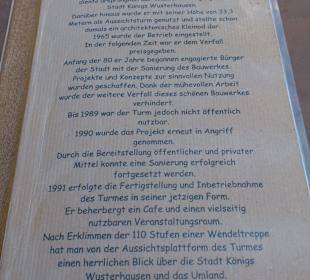 diente ursprünglich
Stadt Königs Wusterhausen.
Darüber hinaus wurde er mit seiner Höhe von 33,3
Metern als Aussichtsturm genutzt und stellte schon
damals ein architektonisches Kleinod dar.
1965 wurde der Betrieb eingestellt.
In der folgenden Zeit war er dem Verfall
preisgegeben.
Anfang der 80 er Jahre begannen engagierte Bürger
der Stadt mit der Sanierung des Bauwerkes.
Projekte und Konzepte zur sinnvollen Nutzung
wurden geschaffen. Dank der mühevollen Arbeit
wurde der weitere Verfall dieses schönen Bauwerkes
verhindert.
Bis 1989 war der Turm jedoch nicht öffentlich
nutzbar.
1990 wurde das Projekt erneut in Angriff
genommen.
Durch die Bereitstellung öffentlicher und privater
Mittel konnte eine Sanierung erfolgreich
fortgesetzt werden.
1991 erfolgte die Fertigstellung und Inbetriebnahme
des Turmes in seiner jetzigen Form.
Er beherbergt ein Cafe und einen vielseitig
nutzbaren Veranstaltungsraum.
Nach Erklimmen der 110 Stufen einer Wendeltreppe
hat man von der Aussichtsplattform des Turmes
einen herrlichen Blick über die Stadt Königs
Wusterhausen und das Umland.